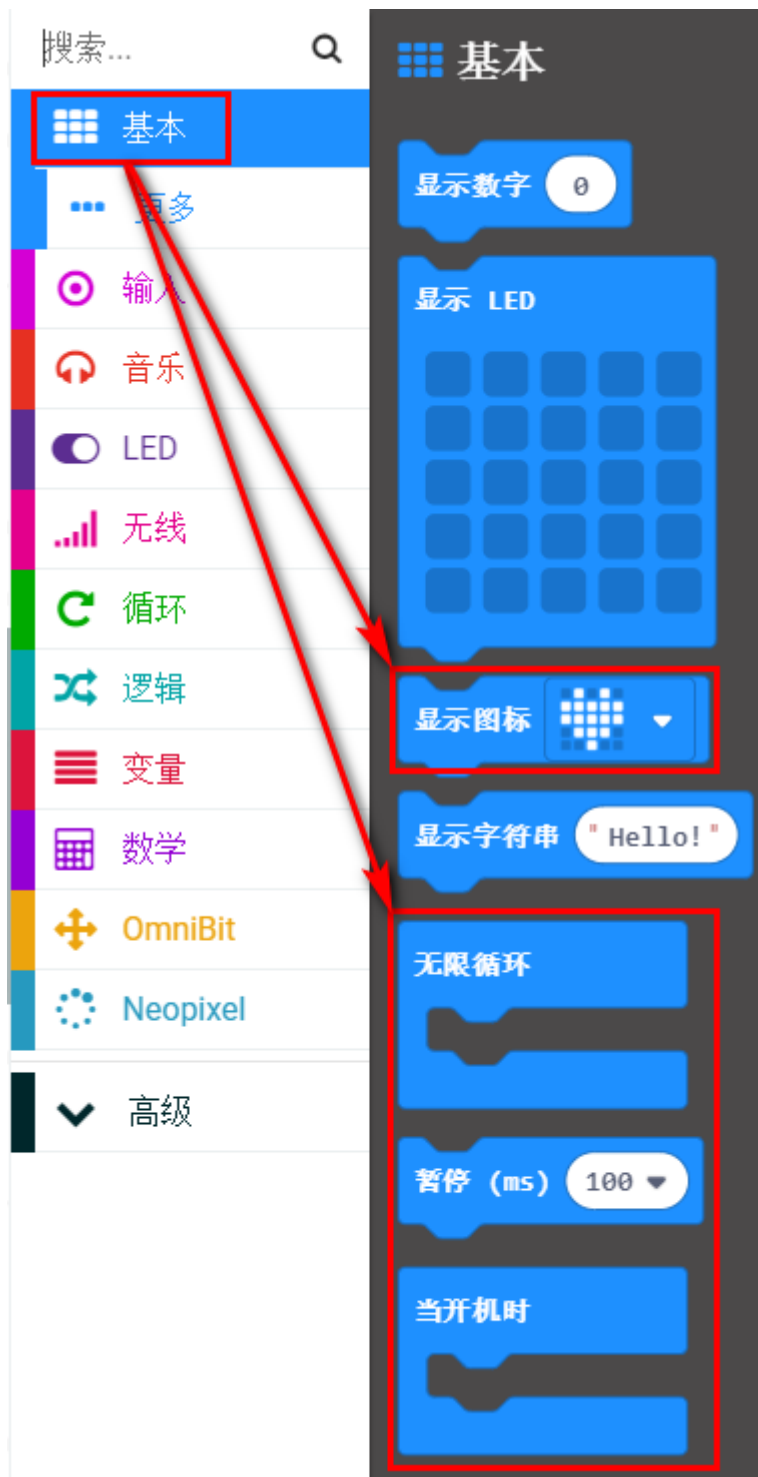 搜索...
基本
更多
输入
音乐
LED
无线
循环
逻辑
变量
数学
OmniBit
Neopixel
高级
基本
显示数字 0
显示 LED
显示图标
显示字符串 "Hello!"
无限循环
暂停 (ms) 100
当开机时